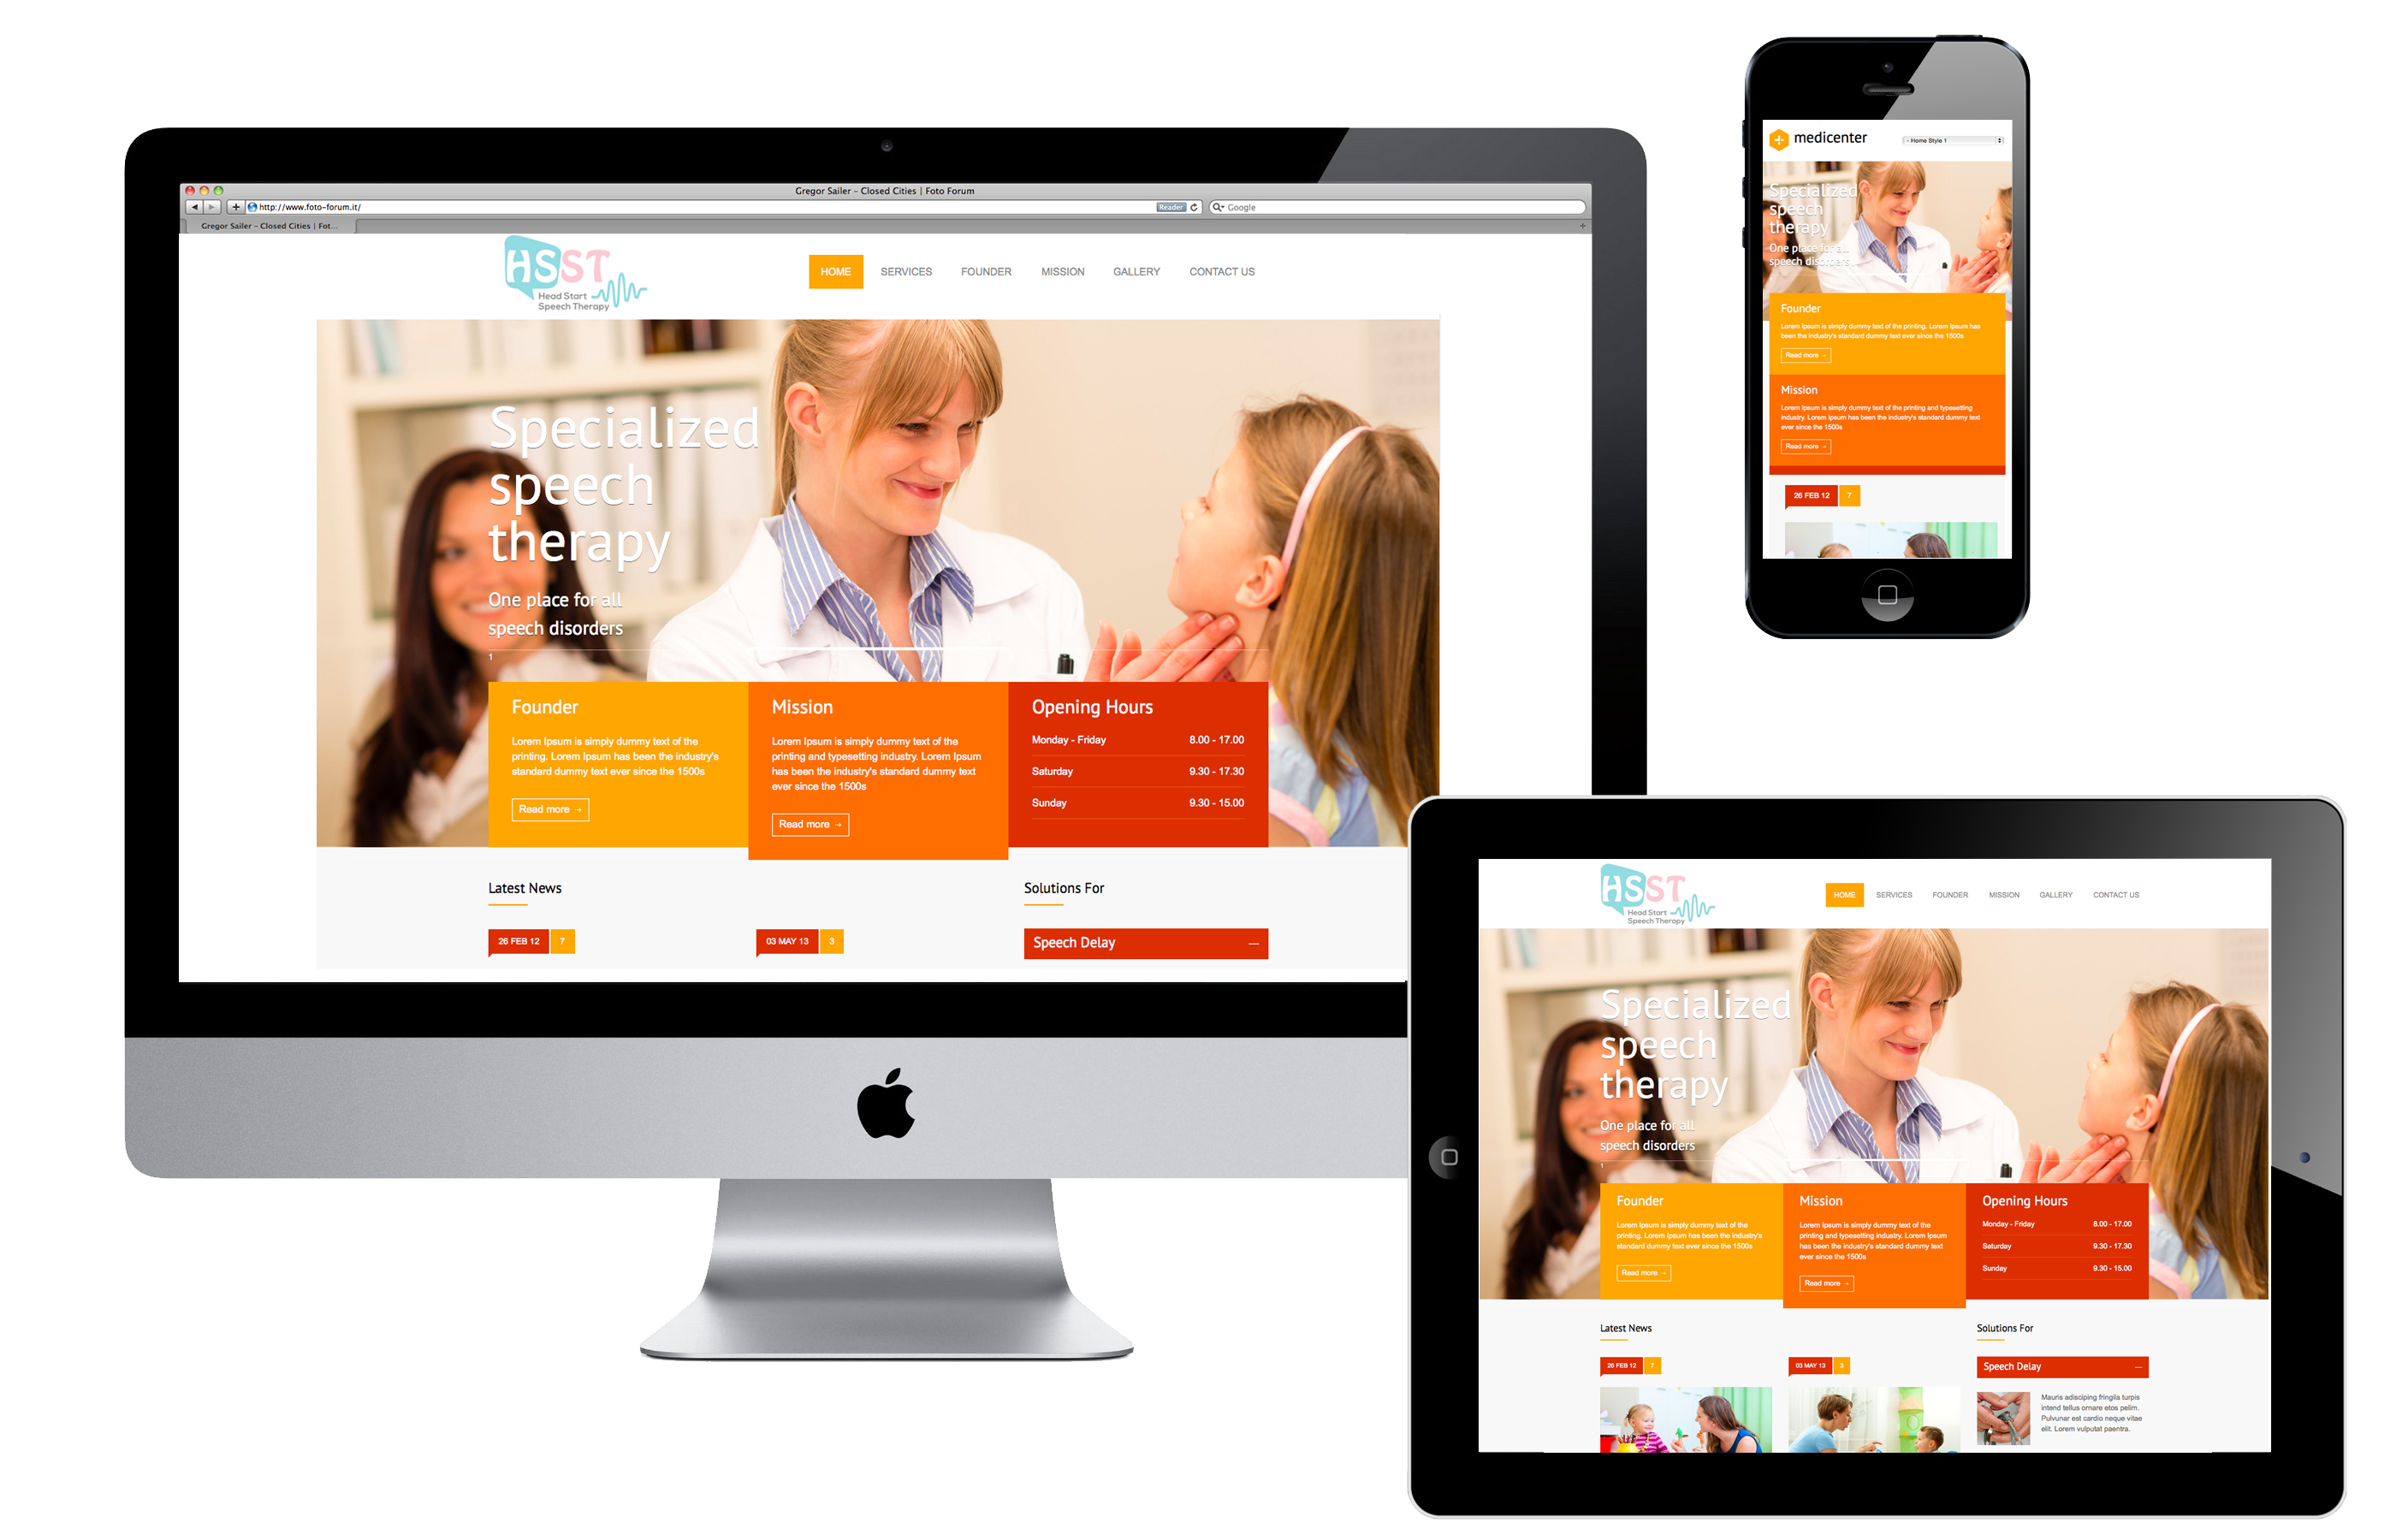 Gregor Sailer – Closed Cities | Foto Forum
http://www.foto-forum.it/
Reader
Google
Gregor Sailer – Closed Cities | Fot...
HSST
Head Start
Speech Therapy
HOME SERVICES FOUNDER MISSION GALLERY CONTACT US
Specialized
speech
therapy
One place for all
speech disorders
1
Founder
Lorem Ipsum is simply dummy text of the
printing. Lorem Ipsum has been the industry's
standard dummy text ever since the 1500s
Read more →
Mission
Lorem Ipsum is simply dummy text of the
printing and typesetting industry. Lorem Ipsum
has been the industry's standard dummy text
ever since the 1500s
Read more →
Opening Hours
Monday - Friday 8.00 - 17.00
Saturday 9.30 - 17.30
Sunday 9.30 - 15.00
Latest News
26 FEB 12 7
03 MAY 13 3
Solutions For
Speech Delay
medicenter
- Home Style 1
Specialized
speech
therapy
One place for all
speech disorders
Founder
Lorem Ipsum is simply dummy text of the printing. Lorem Ipsum has
been the industry's standard dummy text ever since the 1500s
Read more →
Mission
Lorem Ipsum is simply dummy text of the printing and typesetting
industry. Lorem Ipsum has been the industry's standard dummy text
ever since the 1500s
Read more →
26 FEB 12 7
HSST
Head Start
Speech Therapy
HOME SERVICES FOUNDER MISSION GALLERY CONTACT US
Specialized
speech
therapy
One place for all
speech disorders
1
Founder
Lorem Ipsum is simply dummy text of the
printing. Lorem Ipsum has been the industry's
standard dummy text ever since the 1500s
Read more →
Mission
Lorem Ipsum is simply dummy text of the
printing and typesetting industry. Lorem Ipsum
has been the industry's standard dummy text
ever since the 1500s
Read more →
Opening Hours
Monday - Friday 8.00 - 17.00
Saturday 9.30 - 17.30
Sunday 9.30 - 15.00
Latest News
26 FEB 12 7
03 MAY 13 3
Solutions For
Speech Delay
Mauris adisciping fringila turpis
intend tellus ornare etos pelim.
Pulvunar est cardio neque vitae
elit. Lorem vulputat paentra.